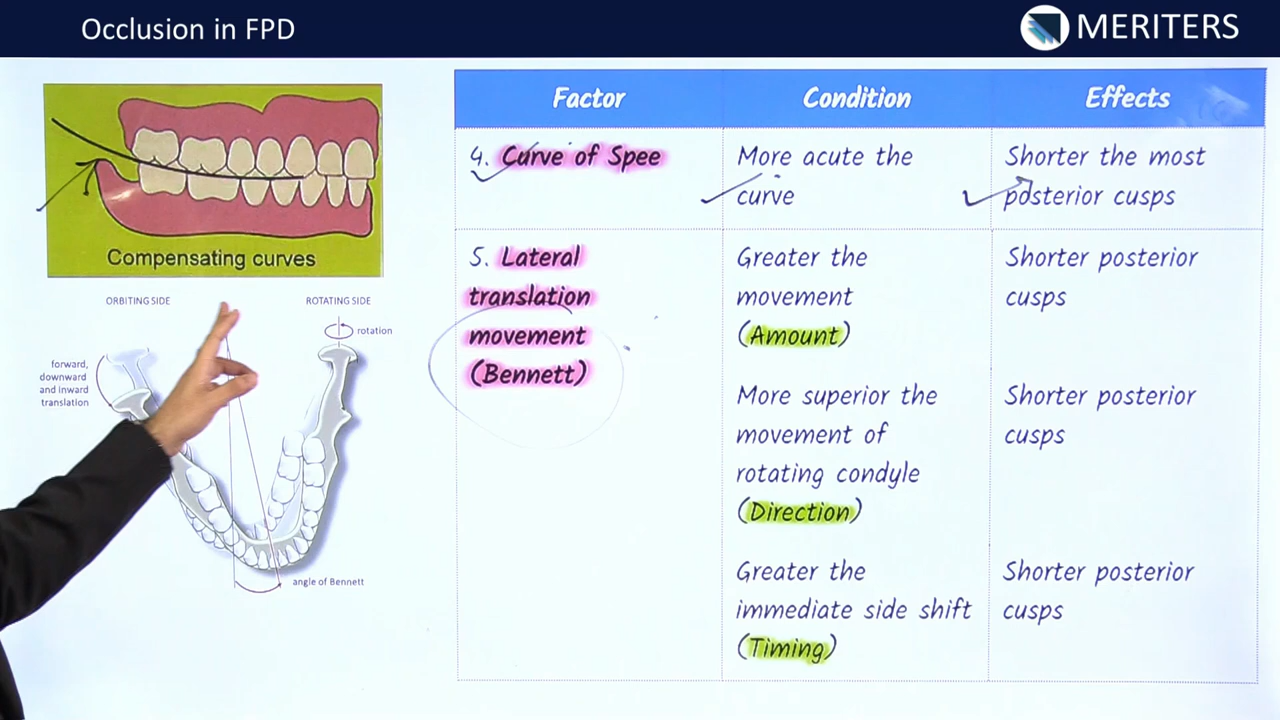 Occlusion in FPD
MERITERS
Compensating curves
ORBITING SIDE
ROTATING SIDE
rotation
forward,
downward
and inward
translation
angle of Bennett
Factor
Condition
Effects
4. Curve of Spee
More acute the
curve
Shorter the most
posterior cusps
5. Lateral
translation
movement
(Bennett)
Greater the
movement
(Amount)
Shorter posterior
cusps
More superior the
movement of
rotating condyle
(Direction)
Shorter posterior
cusps
Greater the
immediate side shift
(Timing)
Shorter posterior
cusps